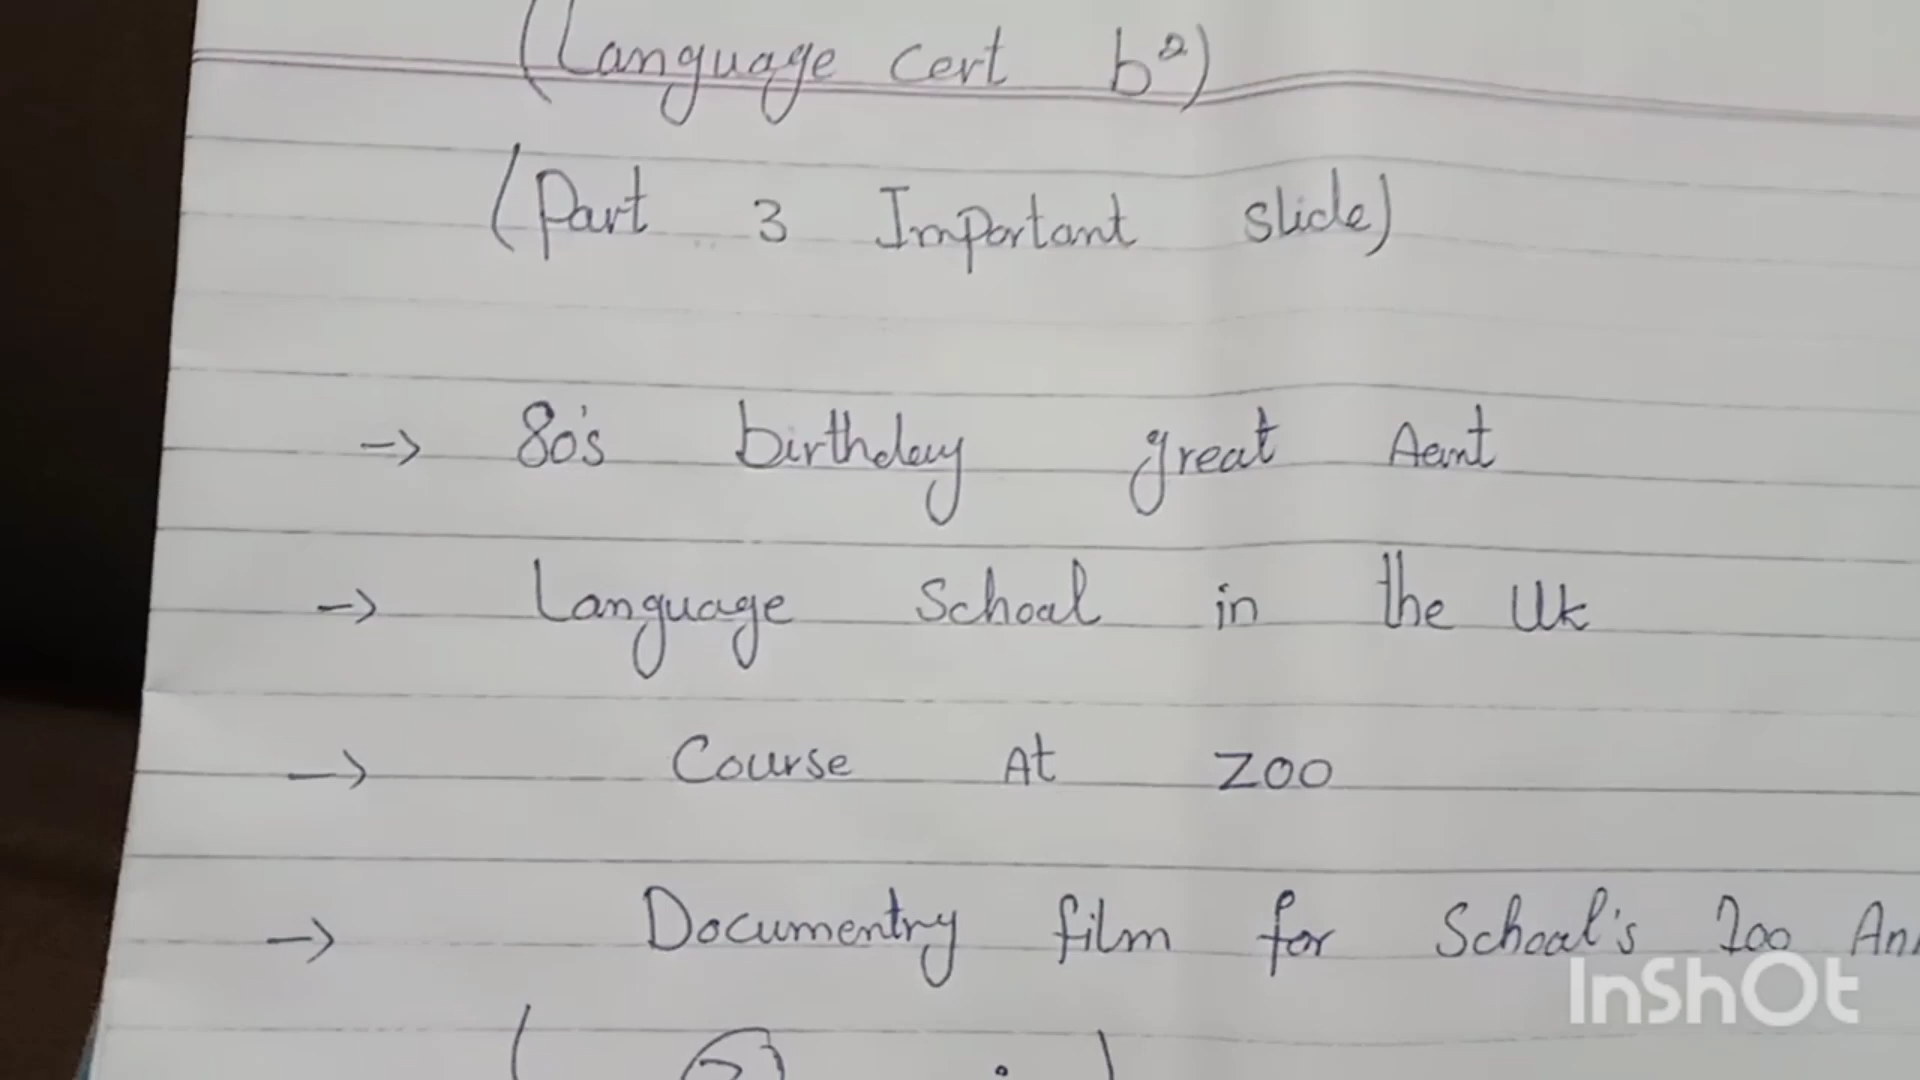 (Language cert b2)
(Part 3 Important slide)
→ 80's birthday great Aunt
→ Language School in the Uk
→ Course At Zoo
→ Documentry film for School's 200
InShot